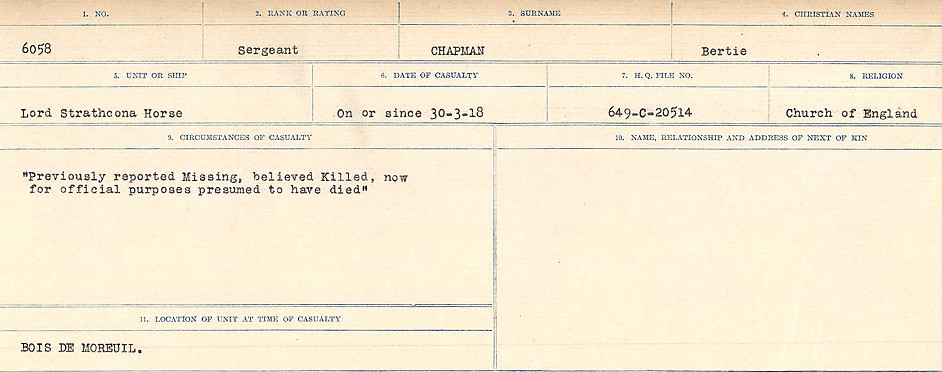 1. NO.
2. RANK OR RATING
3. SURNAME
4. CHRISTIAN NAMES
6058
Sergeant
CHAPMAN
Bertie
5. UNIT OR SHIP
6. DATE OF CASUALTY
7. H.Q. FILE NO.
8. RELIGION
Lord Strathcona Horse
On or since 30-3-18
649-C-20514
Church of England
9. CIRCUMSTANCES OF CASUALTY
10. NAME, RELATIONSHIP AND ADDRESS OF NEXT OF KIN
"Previously reported Missing, believed Killed, now
for official purposes presumed to have died"
11. LOCATION OF UNIT AT TIME OF CASUALTY
BOIS DE MOREUIL.